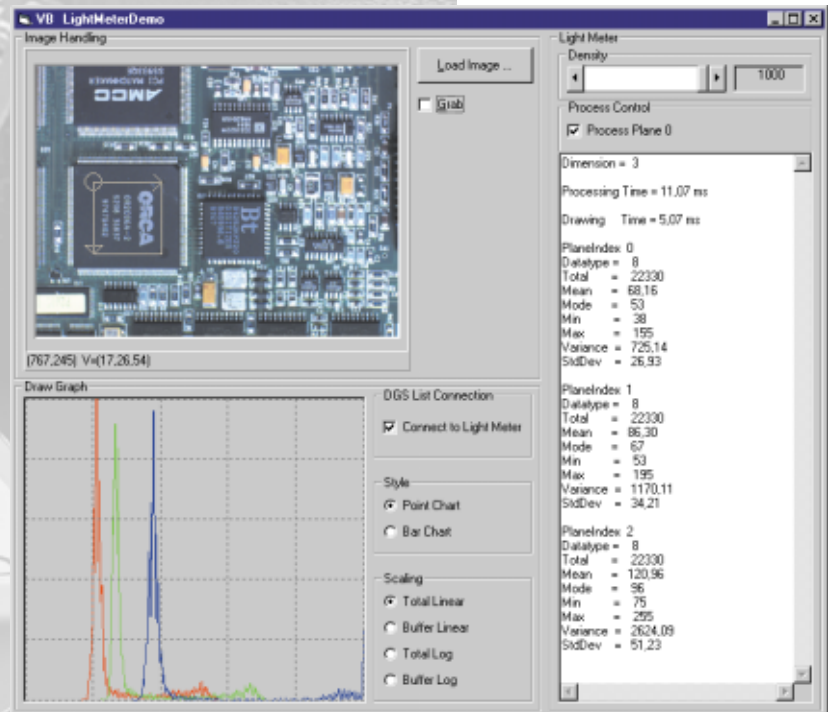 VB LightMeterDemo
Image Handling
Load Image ...
Grab
AMCC
ORCA
Bt
(767,245) V=(17,26,54)
Draw Graph
OGS List Connection
Connect to Light Meter
Style
Point Chart
Bar Chart
Scaling
Total Linear
Buffer Linear
Total Log
Buffer Log
Light Meter
Density
1000
Process Control
Process Plane 0
Dimension = 3
Processing Time = 11,07 ms
Drawing Time = 5,07 ms
PlaneIndex 0
Datatype = 8
Total = 22330
Mean = 68,16
Mode = 53
Min = 38
Max = 155
Variance = 725,14
StdDev = 26,93
PlaneIndex 1
Datatype = 8
Total = 22330
Mean = 86,30
Mode = 67
Min = 53
Max = 195
Variance = 1170,11
StdDev = 34,21
PlaneIndex 2
Datatype = 8
Total = 22330
Mean = 120,96
Mode = 96
Min = 75
Max = 255
Variance = 2624,09
StdDev = 51,23